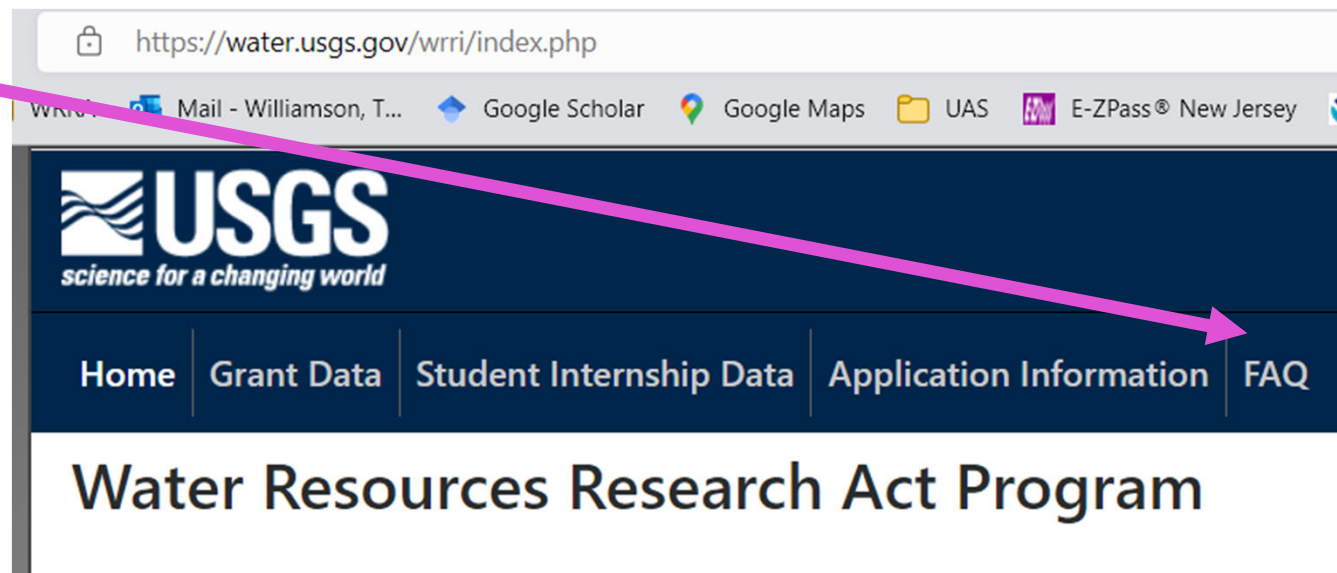 https://water.usgs.gov/wrri/index.php
Mail - Williamson, T... Google Scholar Google Maps UAS E-ZPass® New Jersey
USGS
science for a changing world
Home Grant Data Student Internship Data Application Information FAQ
Water Resources Research Act Program